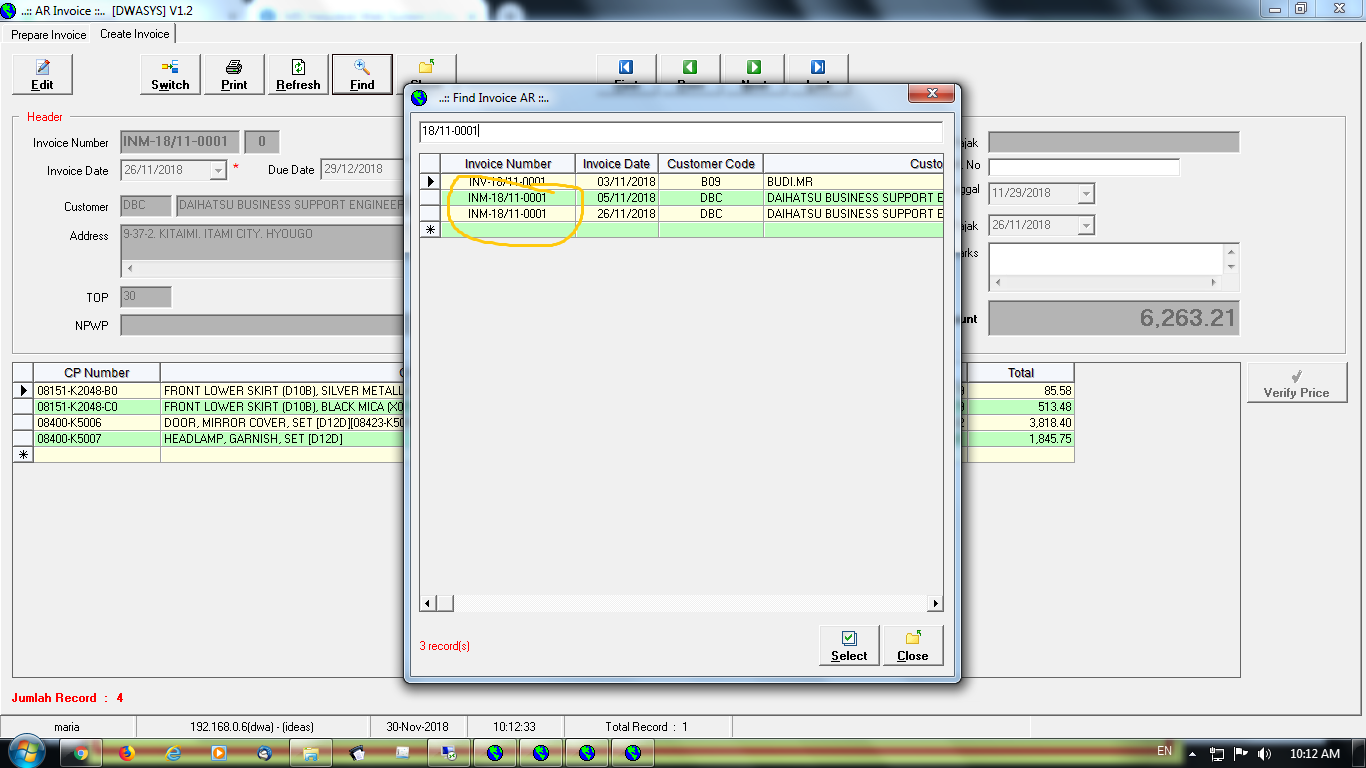 ..:: AR Invoice ::.. [DWASYS] V1.2
Prepare Invoice Create Invoice
Edit Switch Print Refresh Find
..:: Find Invoice AR ::..
Header
18/11-0001
Invoice Number INM-18/11-0001 0
Invoice Date 26/11/2018 * Due Date 29/12/2018
Customer DBC DAIHATSU BUSINESS SUPPORT ENGINEER
Address 9-37-2. KITAIMI. ITAMI CITY. HYOUGO
TOP 30
NPWP
Invoice Number Invoice Date Customer Code Custo
INV-18/11-0001 03/11/2018 B09 BUDI.MR
INM-18/11-0001 05/11/2018 DBC DAIHATSU BUSINESS SUPPORT E
INM-18/11-0001 26/11/2018 DBC DAIHATSU BUSINESS SUPPORT E
3 record(s)
Select Close
ajak
No
ggal 11/29/2018
ajak 26/11/2018
arks
unt 6,263.21
CP Number Total
08151-K2048-B0 FRONT LOWER SKIRT (D10B), SILVER METALL 85.58
08151-K2048-C0 FRONT LOWER SKIRT (D10B), BLACK MICA (X0 513.48
08400-K5006 DOOR, MIRROR COVER, SET [D12D][08423-K50 3,818.40
08400-K5007 HEADLAMP, GARNISH, SET [D12D] 1,845.75
Verify Price
Jumlah Record : 4
maria 192.168.0.6(dwa) - (ideas) 30-Nov-2018 10:12:33 Total Record : 1
EN 10:12 AM